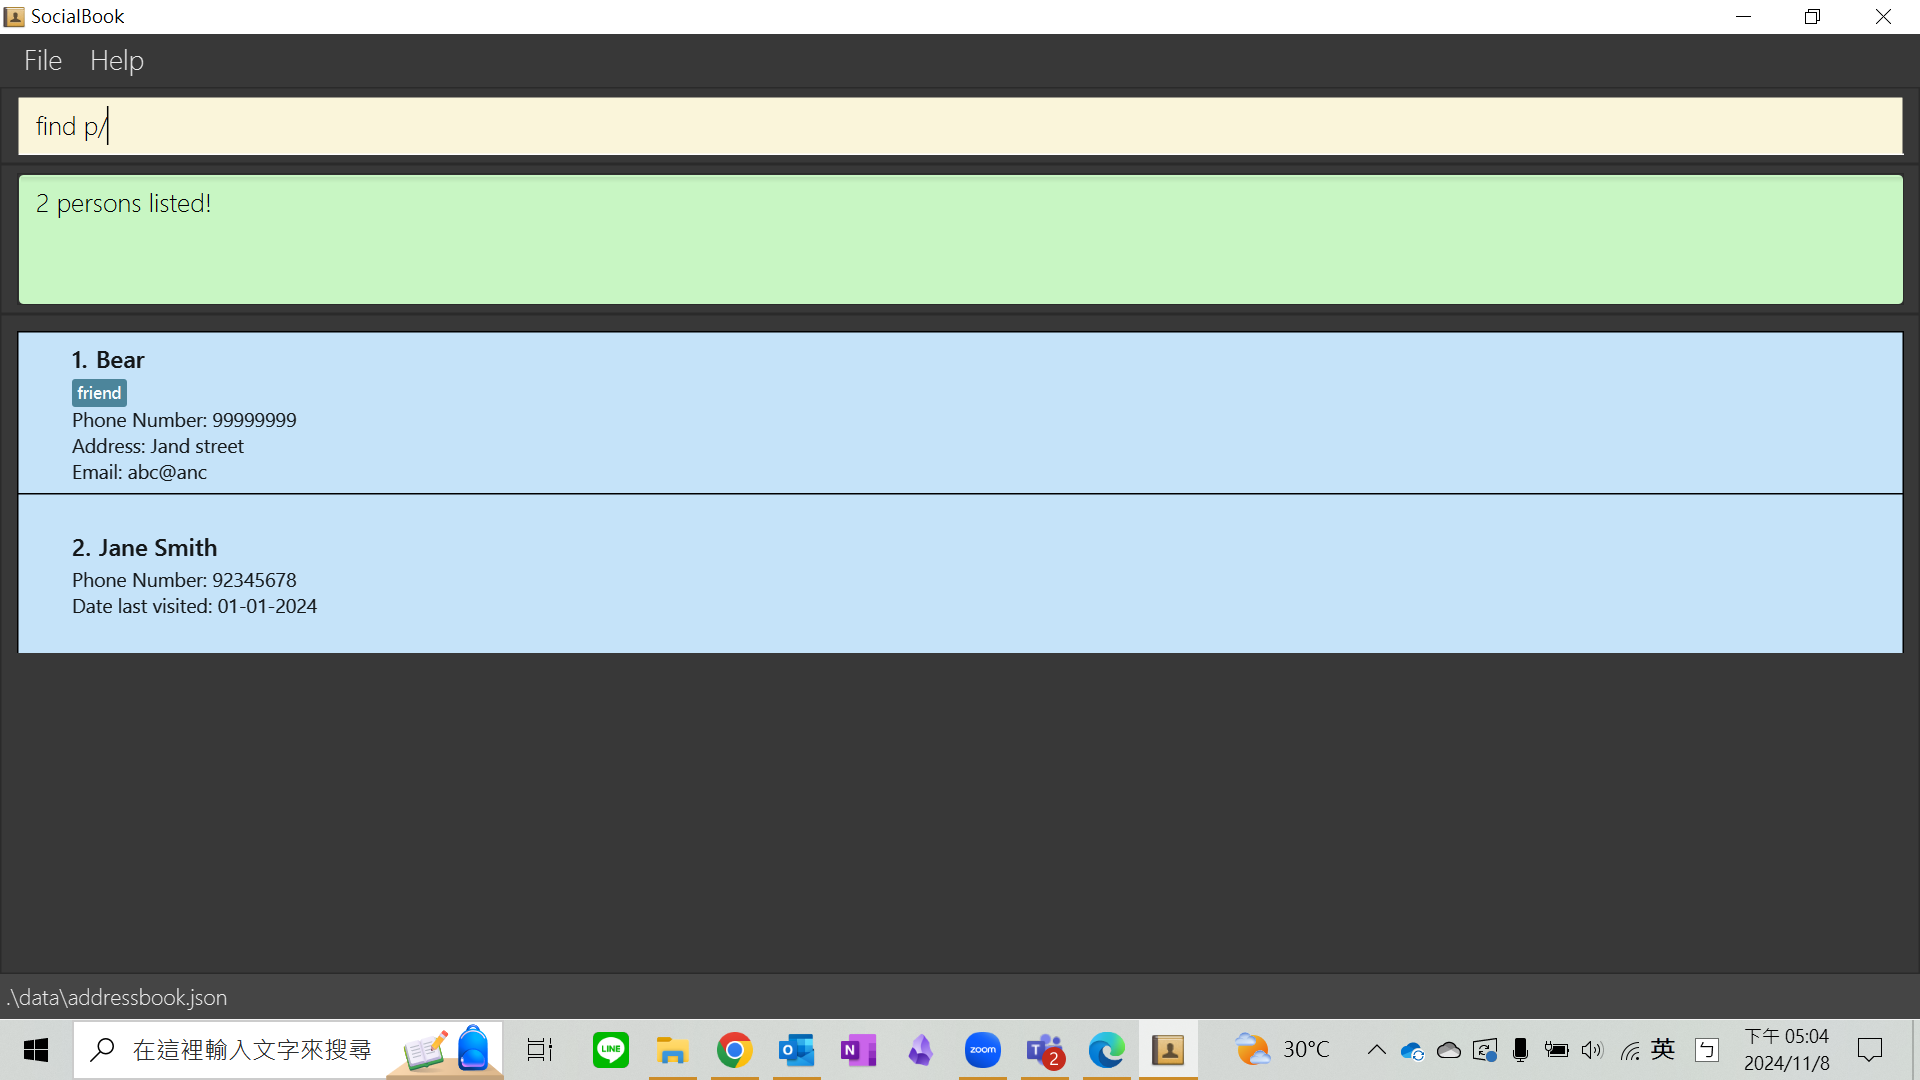 SocialBook
File Help
find p/
2 persons listed!
1. Bear
friend
Phone Number: 99999999
Address: Jand street
Email: abc@anc
2. Jane Smith
Phone Number: 92345678
Date last visited: 01-01-2024
.\data\addressbook.json
在這裡輸入文字來搜尋
LINE
N
zoom
2
30°C
英
ㄅ
下午 05:04
2024/11/8